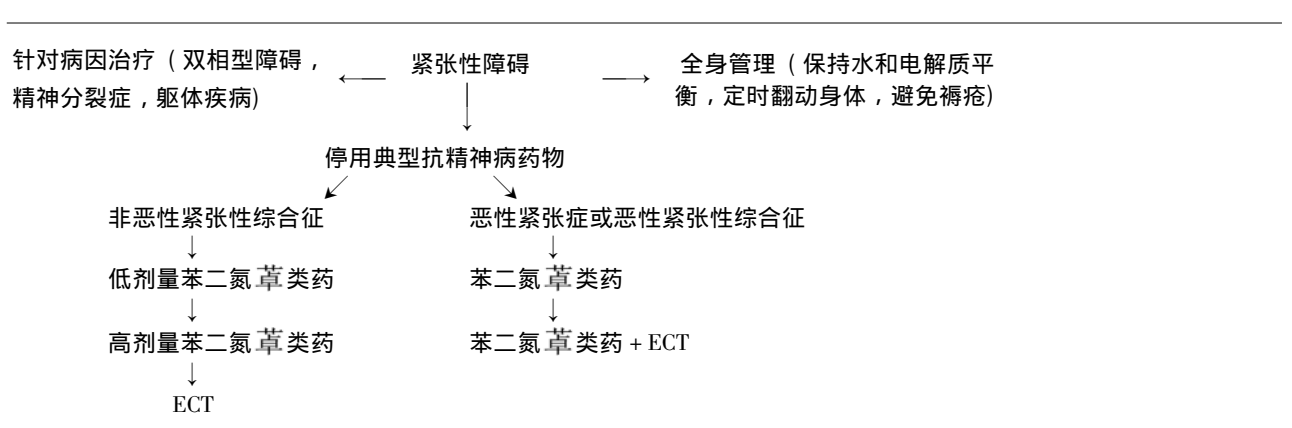 针对病因治疗 ( 双相型障碍，
精神分裂症，躯体疾病)
紧张性障碍
全身管理 ( 保持水和电解质平
衡，定时翻动身体，避免褥疮)
停用典型抗精神病药物
非恶性紧张性综合征
恶性紧张症或恶性紧张性综合征
低剂量苯二氮䓬类药
苯二氮䓬类药
高剂量苯二氮䓬类药
苯二氮䓬类药 + ECT
ECT